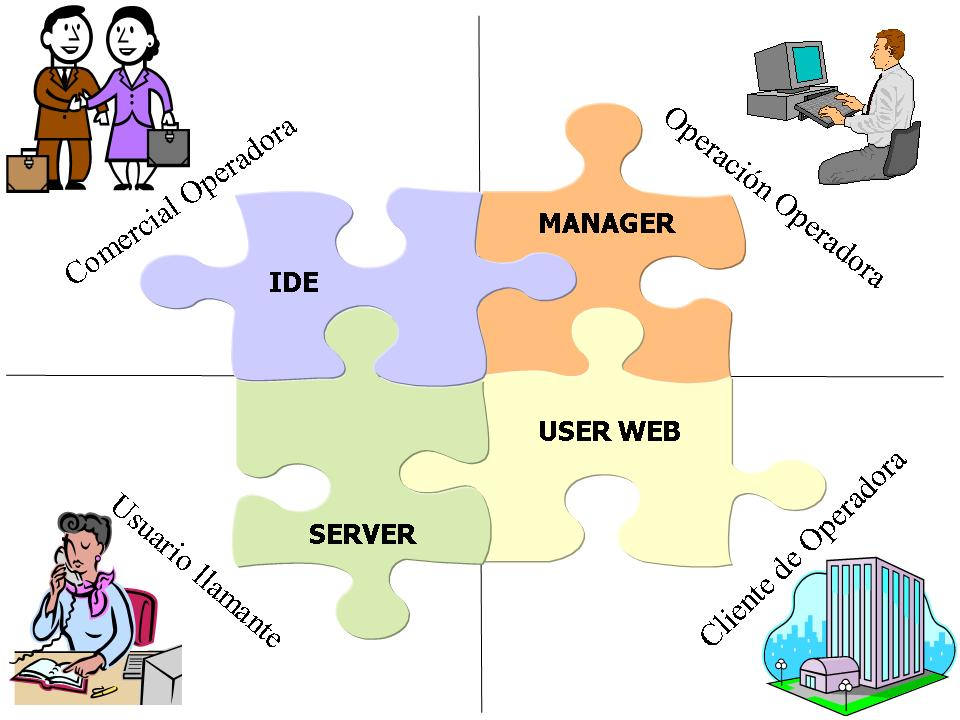 Comercial Operadora
Operación Operadora
IDE
MANAGER
SERVER
USER WEB
Usuario llamante
Cliente de Operadora